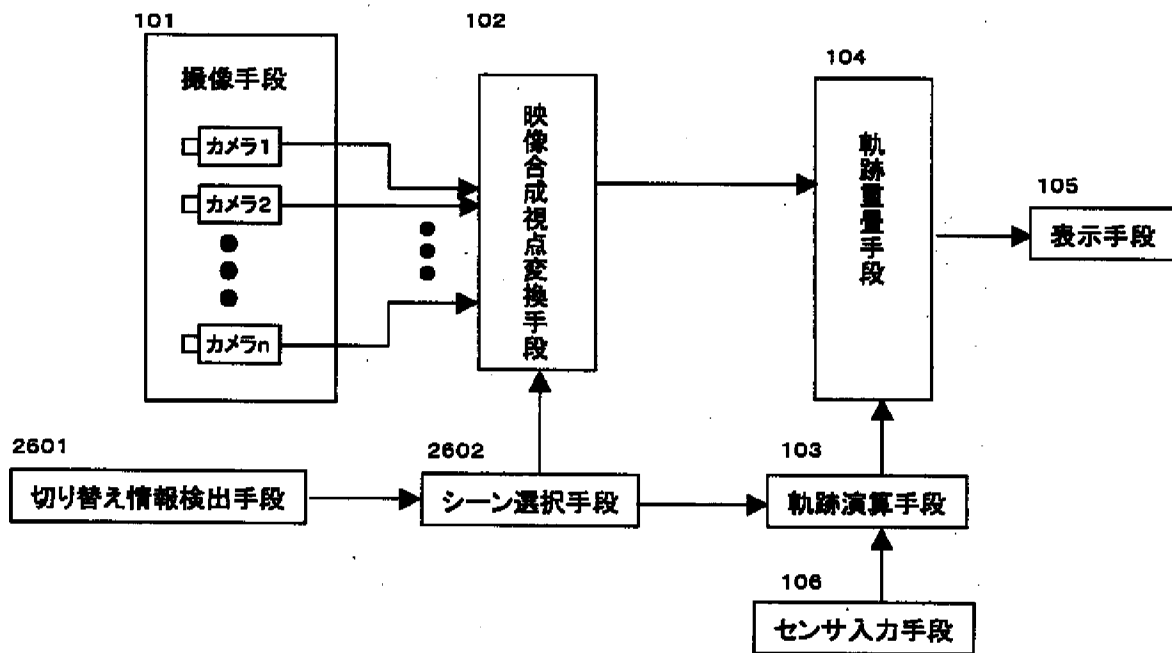 101
撮像手段
カメラ1
カメラ2
カメラn
102
映像合成視点変換手段
104
軌跡重畳手段
105
表示手段
2601
切り替え情報検出手段
2602
シーン選択手段
103
軌跡演算手段
106
センサ入力手段